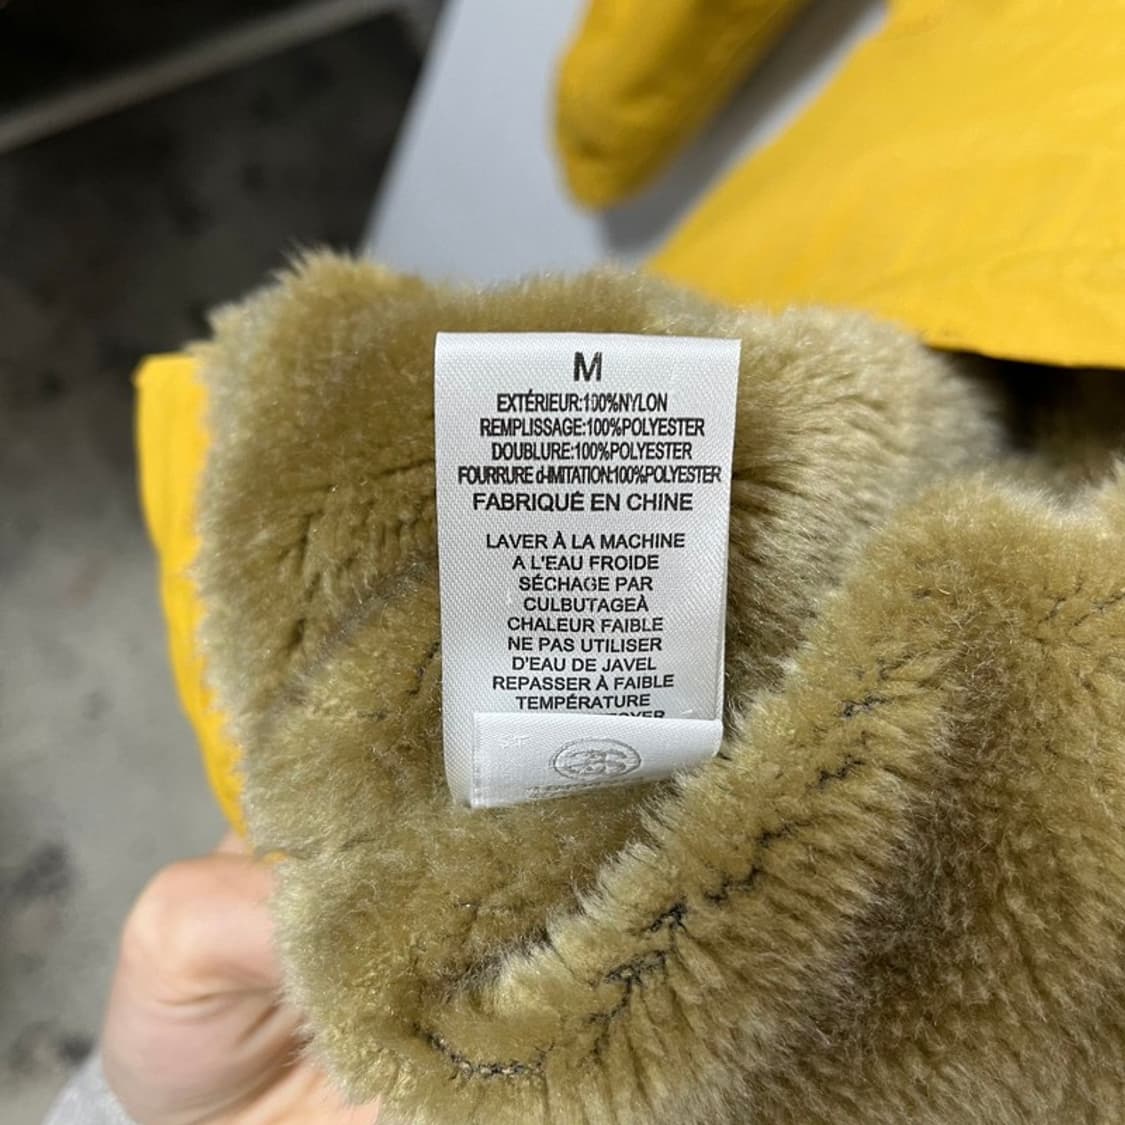 M
EXTÉRIEUR:100%NYLON
REMPLISSAGE:100%POLYESTER
DOUBLURE:100%POLYESTER
FOURRURE d-IMITATION:100%POLYESTER
FABRIQUÉ EN CHINE
LAVER À LA MACHINE
A L'EAU FROIDE
SÉCHAGE PAR
CULBUTAGEÀ
CHALEUR FAIBLE
NE PAS UTILISER
D'EAU DE JAVEL
REPASSER À FAIBLE
TEMPÉRATURE